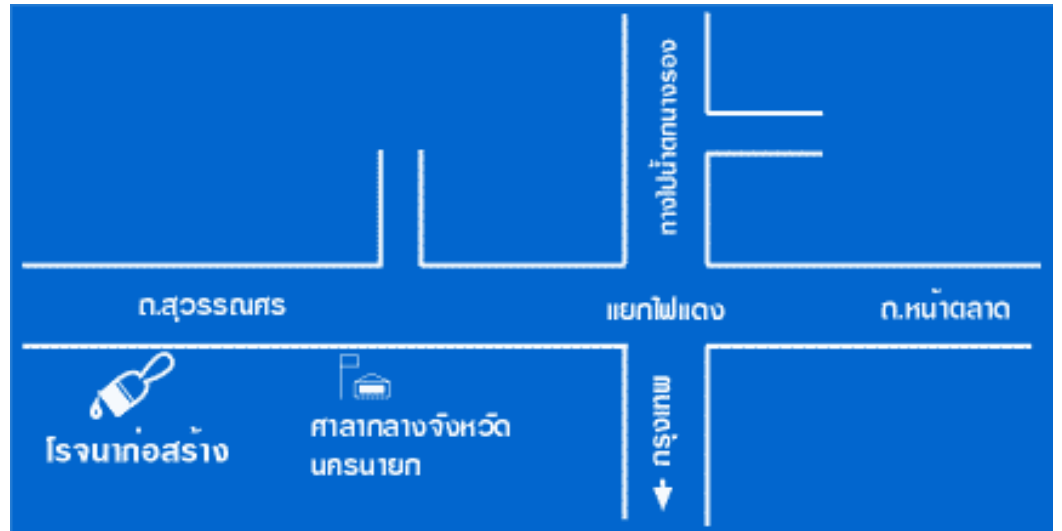 ทางไปน้ำตกนางรอง
ถ.สุวรรณศร
แยกไฟแดง
ถ.หน้าตลาด
โรจนาก่อสร้าง
ศาลากลางจังหวัด
นครนายก
กรุงเทพ